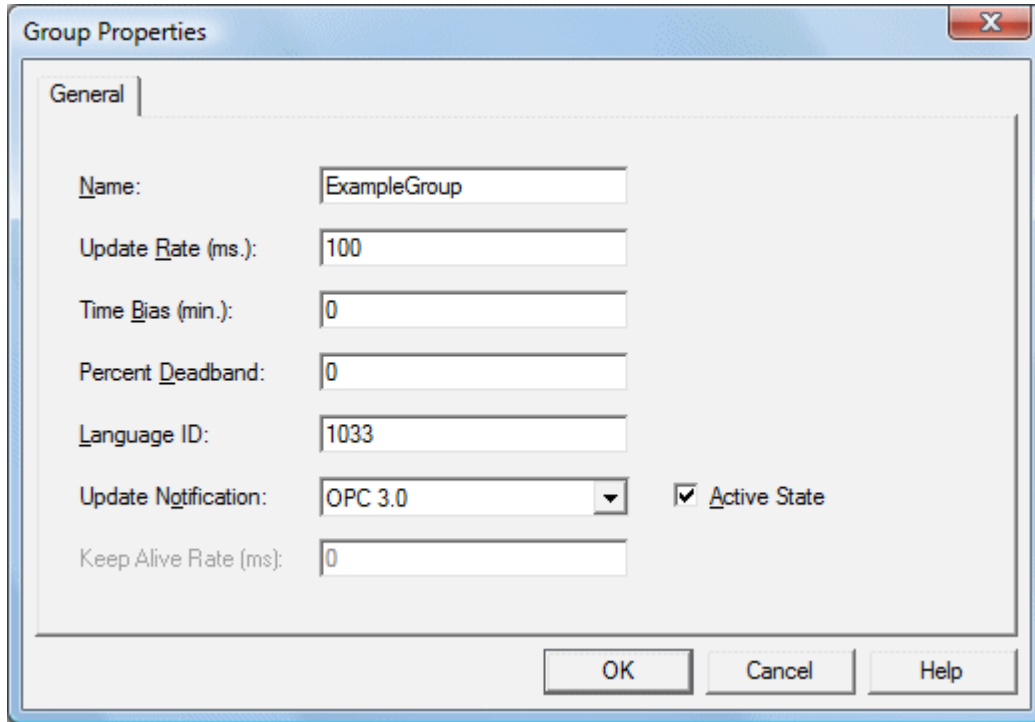 Group Properties
General
Name: ExampleGroup
Update Rate (ms.): 100
Time Bias (min.): 0
Percent Deadband: 0
Language ID: 1033
Update Notification: OPC 3.0 Active State
Keep Alive Rate (ms): 0
OK Cancel Help